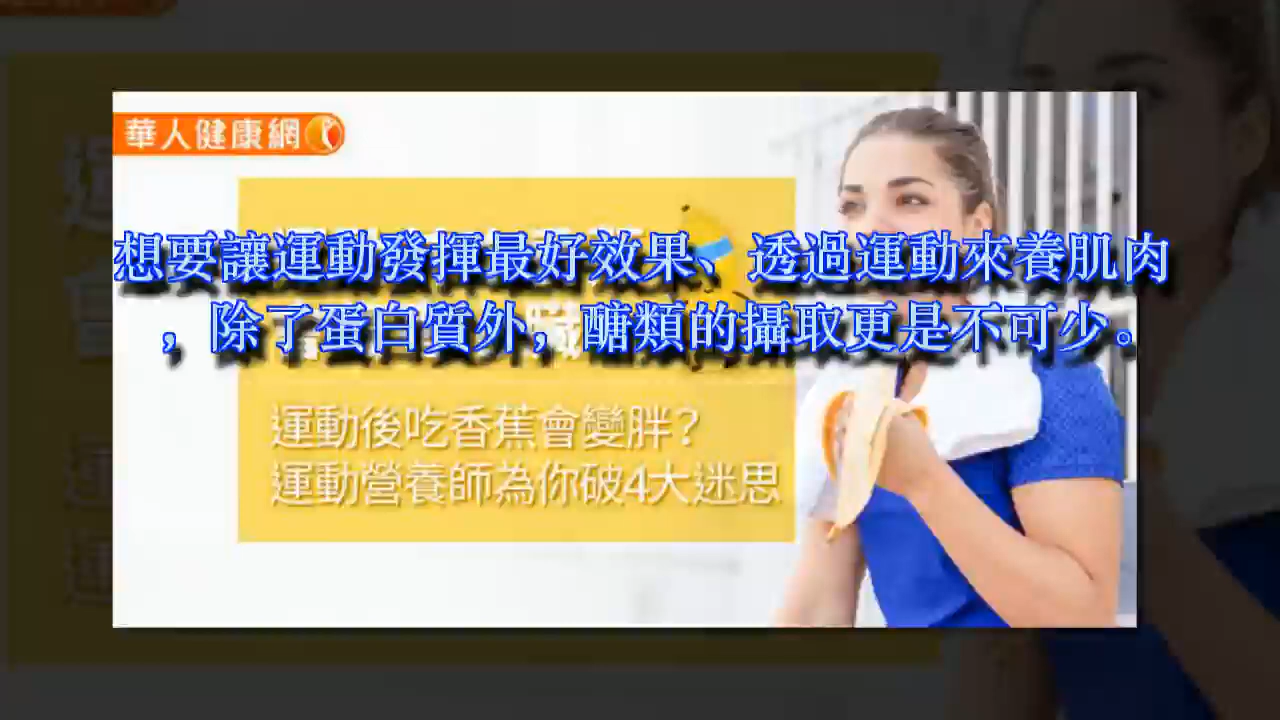 華人健康網
想要讓運動發揮最好效果、透過運動來養肌肉
，除了蛋白質外，醣類的攝取更是不可少。
運動後吃香蕉會變胖?
運動營養師為你破4大迷思